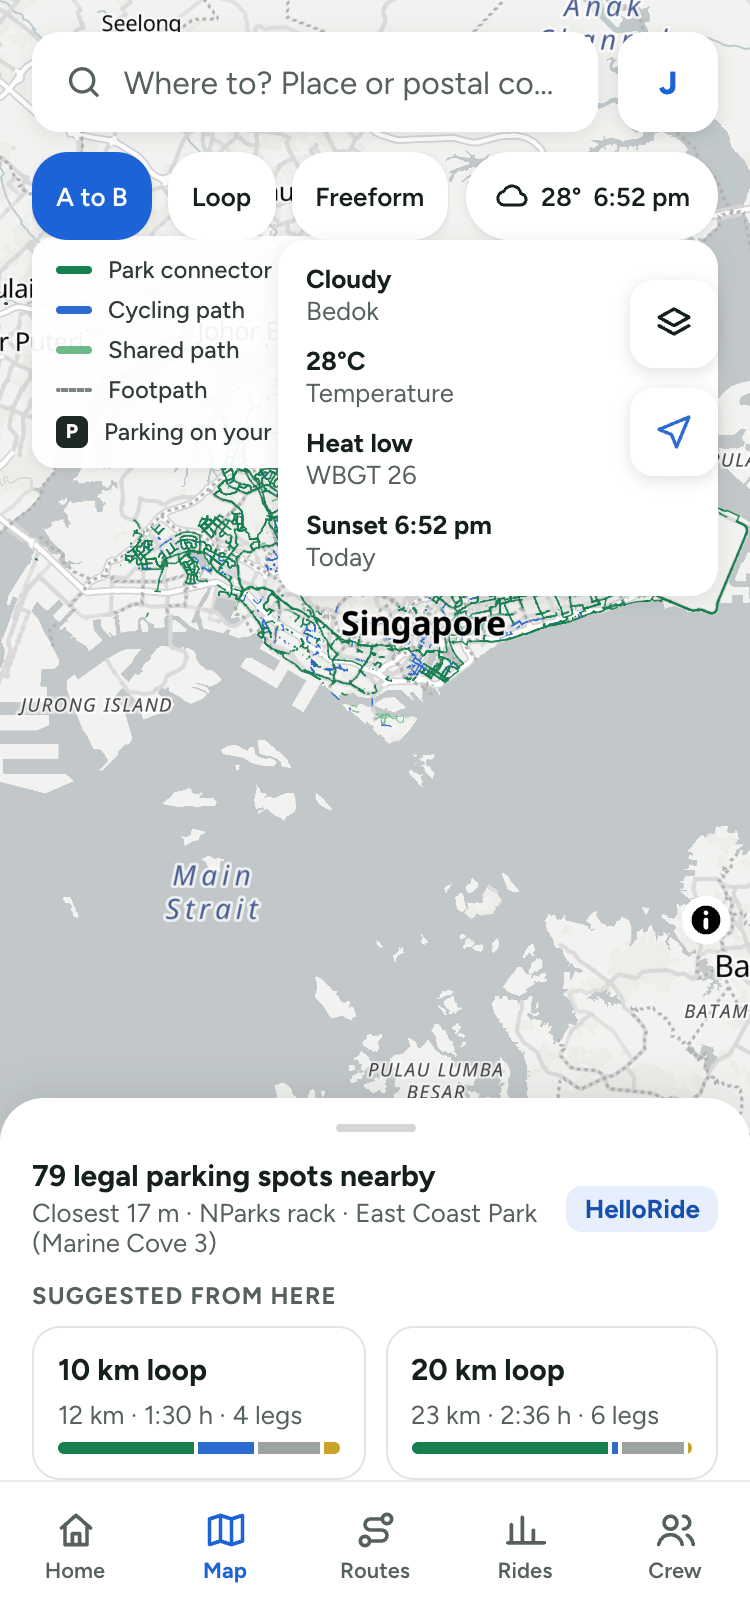 Seelong
Anak
Where to? Place or postal co...
J
A to B
Loop
Freeform
28° 6:52 pm
Park connector
Cycling path
Shared path
Footpath
P Parking on your
Cloudy
Bedok
28°C
Temperature
Heat low
WBGT 26
Sunset 6:52 pm
Today
Singapore
JURONG ISLAND
Main
Strait
Ba
BATAM
PULAU LUMBA
BESAR
79 legal parking spots nearby
Closest 17 m · NParks rack · East Coast Park
(Marine Cove 3)
HelloRide
SUGGESTED FROM HERE
10 km loop
12 km · 1:30 h · 4 legs
20 km loop
23 km · 2:36 h · 6 legs
Home
Map
Routes
Rides
Crew